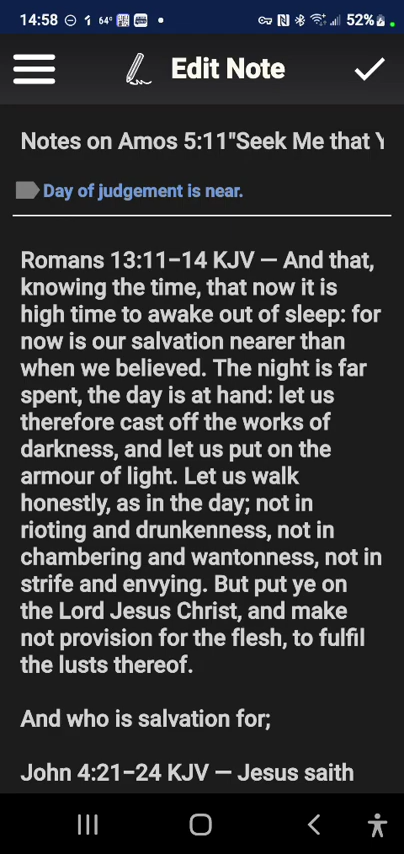 14:58 64° 52%
Edit Note
Notes on Amos 5:11"Seek Me that Y
Day of judgement is near.
Romans 13:11–14 KJV — And that,
knowing the time, that now it is
high time to awake out of sleep: for
now is our salvation nearer than
when we believed. The night is far
spent, the day is at hand: let us
therefore cast off the works of
darkness, and let us put on the
armour of light. Let us walk
honestly, as in the day; not in
rioting and drunkenness, not in
chambering and wantonness, not in
strife and envying. But put ye on
the Lord Jesus Christ, and make
not provision for the flesh, to fulfil
the lusts thereof.
And who is salvation for;
John 4:21–24 KJV — Jesus saith